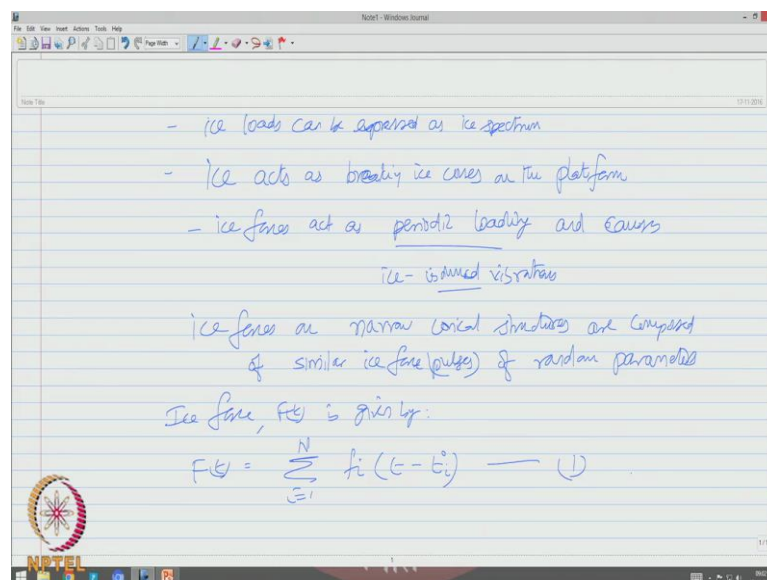 Note1 - Windows Journal
File Edit View Insert Actions Tools Help
Page Width
Note Title
17-11-2016
- ice loads can be expressed as ice spectrum
- Ice acts as breaking ice cones on the platform
- ice forces act as periodic loading and causes
ice-induced vibrations
ice forces on narrow conical structures are composed
of similar ice force (pulses) of random parameters
Ice force, F(t) is given by:
F(t) = N∑i=1 fi (t - ti) — (1)
NPTEL